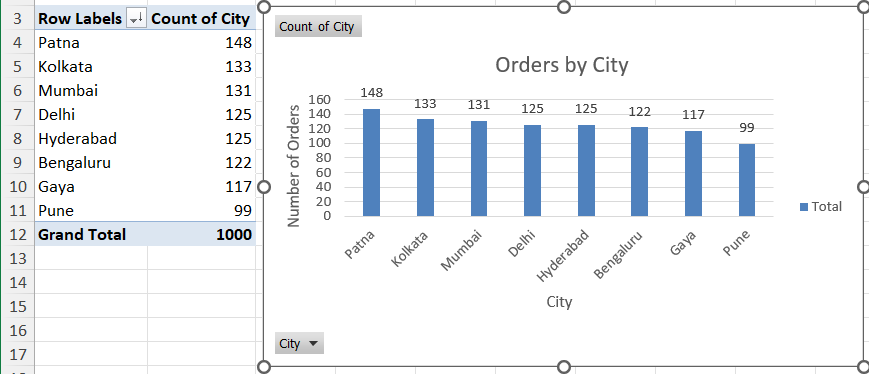 3 Row Labels Count of City
4 Patna 148
5 Kolkata 133
6 Mumbai 131
7 Delhi 125
8 Hyderabad 125
9 Bengaluru 122
10 Gaya 117
11 Pune 99
12 Grand Total 1000
13
14
15
16
17
Count of City
Orders by City
Number of Orders
160
140
120
100
80
60
40
20
0
148 133 131 125 125 122 117 99
Patna Kolkata Mumbai Delhi Hyderabad Bengaluru Gaya Pune
City
Total
City